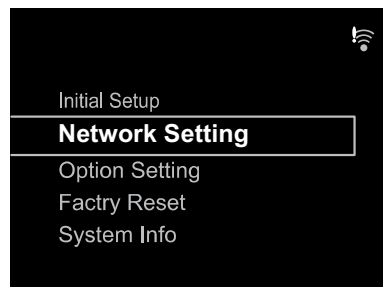 Initial Setup
Network Setting
Option Setting
Factry Reset
System Info